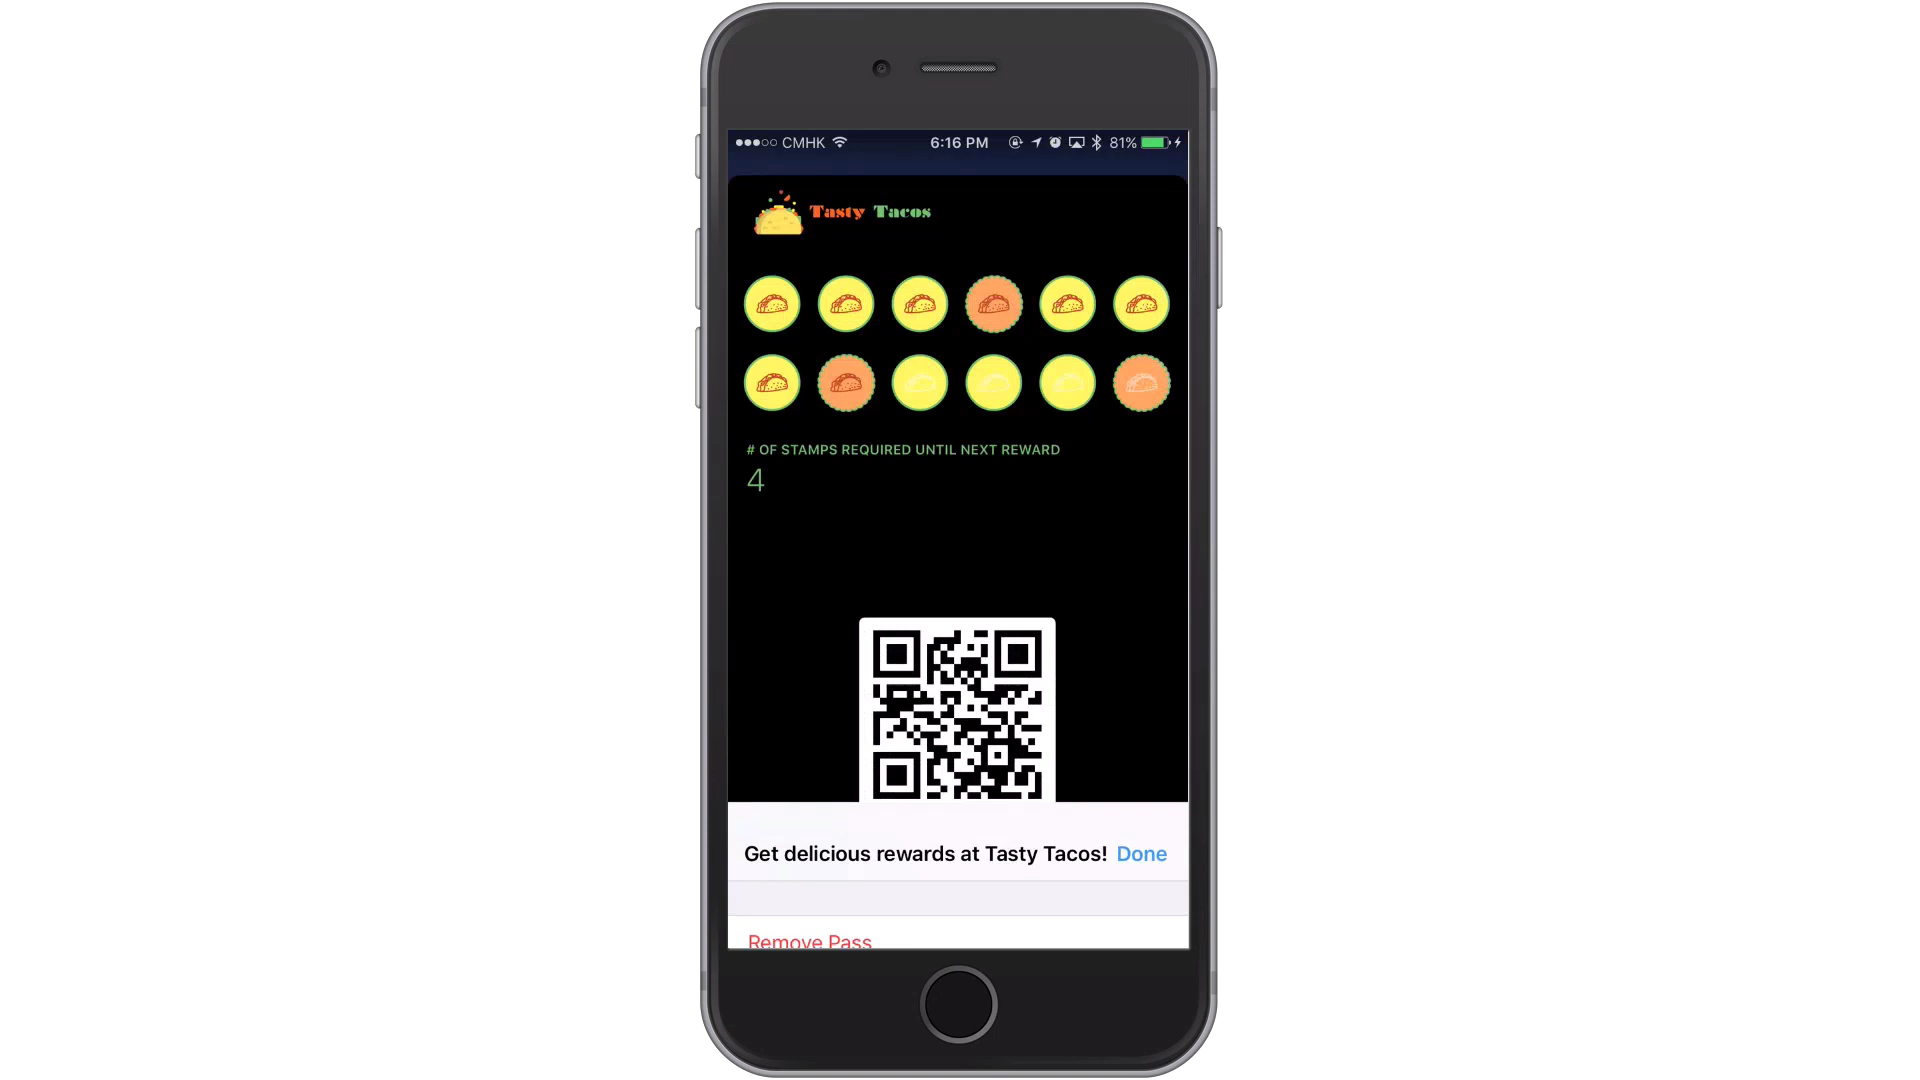 CMHK 6:16 PM 81%
Tasty Tacos
# OF STAMPS REQUIRED UNTIL NEXT REWARD
4
Get delicious rewards at Tasty Tacos! Done
Remove Pass